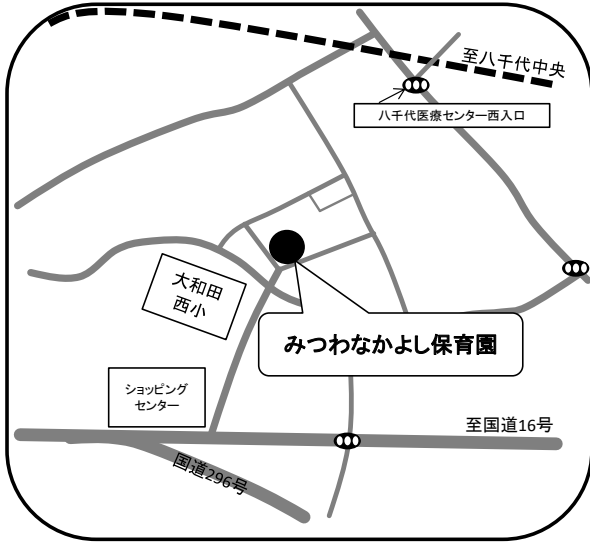 至八千代中央
八千代医療センター西入口
大和田
西小
みつわなかよし保育園
ショッピング
センター
至国道16号
国道296号